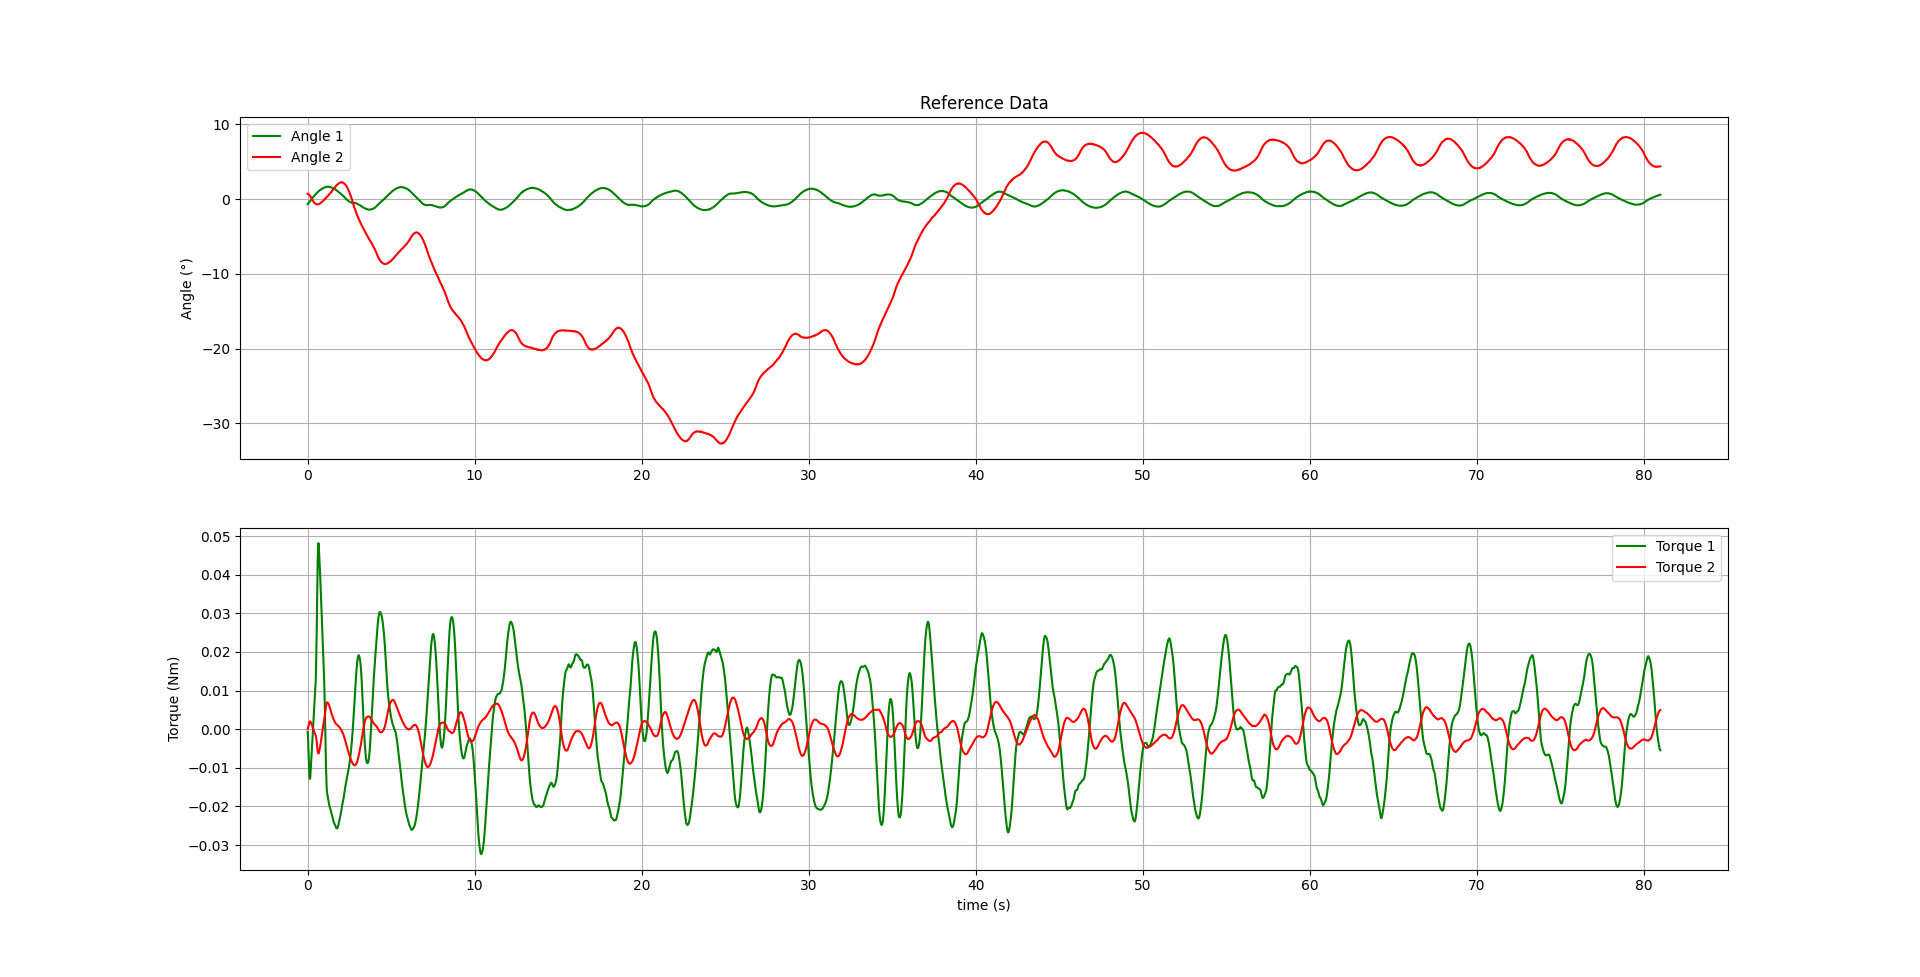 Reference Data
Angle 1
Angle 2
Angle (°)
10
0
−10
−20
−30
0 10 20 30 40 50 60 70 80
Torque 1
Torque 2
Torque (Nm)
0.05
0.04
0.03
0.02
0.01
0.00
−0.01
−0.02
−0.03
0 10 20 30 40 50 60 70 80
time (s)